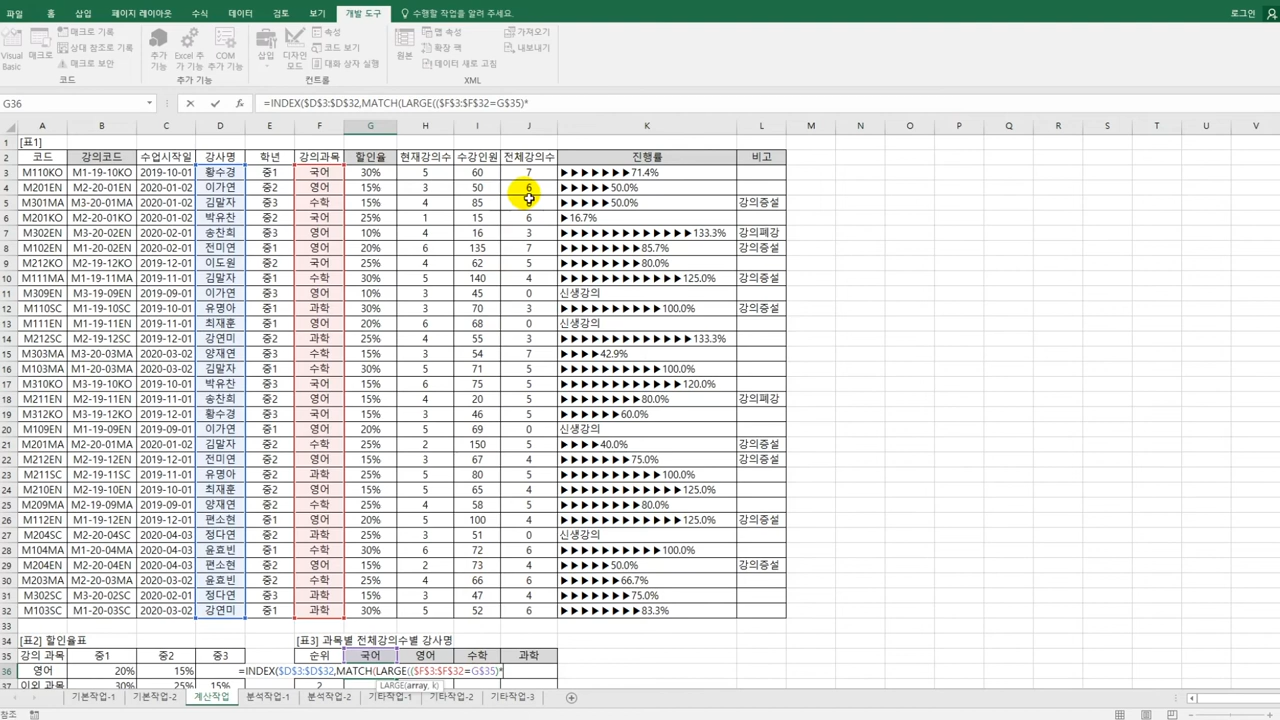 파일 홈 삽입 페이지 레이아웃 수식 데이터 검토 보기 개발 도구 수행할 작업을 알려 주세요. 로그인
Visual Basic 매크로 매크로 기록 상대 참조로 기록 매크로 보안 추가 기능 Excel 추가 기능 COM 추가 기능 삽입 디자인 모드 속성 코드 보기 대화 상자 실행 원본 맵 속성 확장 팩 데이터 새로 고침 가져오기 내보내기
코드 추가 기능 컨트롤 XML
G36 fx =INDEX($D$3:$D$32,MATCH(LARGE(($F$3:$F$32=G$35)*
A B C D E F G H I J K L M N O P Q R S T U V
1 [표1]
2 코드 강의코드 수업시작일 강사명 학년 강의과목 할인율 현재강의수 수강인원 전체강의수 진행률 비고
3 M110KO M1-19-10KO 2019-10-01 황수경 중1 국어 30% 5 60 7 ▶▶▶▶▶▶▶71.4%
4 M201EN M2-20-01EN 2020-01-02 이가연 중2 영어 15% 3 50 6 ▶▶▶▶▶50.0%
5 M301MA M3-20-01MA 2020-01-02 김말자 중3 수학 15% 4 85 ▶▶▶▶▶50.0% 강의증설
6 M201KO M2-20-01KO 2020-01-02 박유찬 중2 국어 25% 1 15 6 ▶16.7%
7 M302EN M3-20-02EN 2020-02-01 송찬희 중3 영어 10% 4 16 3 ▶▶▶▶▶▶▶▶▶▶▶▶▶133.3% 강의폐강
8 M102EN M1-20-02EN 2020-02-01 전미연 중1 영어 20% 6 135 7 ▶▶▶▶▶▶▶▶85.7% 강의증설
9 M212KO M2-19-12KO 2019-12-01 이도원 중2 국어 25% 4 62 5 ▶▶▶▶▶▶▶▶80.0%
10 M111MA M1-19-11MA 2019-11-01 김말자 중1 수학 30% 5 140 4 ▶▶▶▶▶▶▶▶▶▶▶▶125.0% 강의증설
11 M309EN M3-19-09EN 2019-09-01 이가연 중3 영어 10% 3 45 0 신생강의
12 M110SC M1-19-10SC 2019-10-01 유명아 중1 과학 30% 3 70 3 ▶▶▶▶▶▶▶▶▶▶100.0% 강의증설
13 M111EN M1-19-11EN 2019-11-01 최재훈 중1 영어 20% 6 68 0 신생강의
14 M212SC M2-19-12SC 2019-12-01 강연미 중2 과학 25% 4 55 3 ▶▶▶▶▶▶▶▶▶▶▶▶▶133.3%
15 M303MA M3-20-03MA 2020-03-02 양재연 중3 수학 15% 3 54 7 ▶▶▶▶42.9%
16 M103MA M1-20-03MA 2020-03-02 김말자 중1 수학 30% 5 71 5 ▶▶▶▶▶▶▶▶▶▶100.0%
17 M310KO M3-19-10KO 2019-10-01 박유찬 중3 국어 15% 6 75 5 ▶▶▶▶▶▶▶▶▶▶▶▶120.0%
18 M211EN M2-19-11EN 2019-11-01 송찬희 중2 영어 15% 4 20 5 ▶▶▶▶▶▶▶▶80.0% 강의폐강
19 M312KO M3-19-12KO 2019-12-01 황수경 중3 국어 15% 3 46 5 ▶▶▶▶▶▶60.0%
20 M109EN M1-19-09EN 2019-09-01 이가연 중1 영어 20% 5 69 0 신생강의
21 M201MA M2-20-01MA 2020-01-02 김말자 중2 수학 25% 2 150 5 ▶▶▶▶40.0% 강의증설
22 M212EN M2-19-12EN 2019-12-01 전미연 중2 영어 15% 3 67 4 ▶▶▶▶▶▶▶75.0% 강의증설
23 M211SC M2-19-11SC 2019-11-01 유명아 중2 과학 25% 5 80 5 ▶▶▶▶▶▶▶▶▶▶100.0%
24 M210EN M2-19-10EN 2019-10-01 최재훈 중2 영어 15% 5 65 4 ▶▶▶▶▶▶▶▶▶▶▶▶125.0%
25 M209MA M2-19-09MA 2019-09-01 양재연 중2 수학 25% 4 58 5 ▶▶▶▶▶▶▶▶80.0%
26 M112EN M1-19-12EN 2019-12-01 편소현 중1 영어 20% 5 100 4 ▶▶▶▶▶▶▶▶▶▶▶▶125.0% 강의증설
27 M204SC M2-20-04SC 2020-04-03 정다연 중2 과학 25% 3 51 0 신생강의
28 M104MA M1-20-04MA 2020-04-03 윤효빈 중1 수학 30% 6 72 6 ▶▶▶▶▶▶▶▶▶▶100.0%
29 M204EN M2-20-04EN 2020-04-03 편소현 중2 영어 15% 2 73 4 ▶▶▶▶▶50.0% 강의증설
30 M203MA M2-20-03MA 2020-03-02 윤효빈 중2 수학 25% 4 66 6 ▶▶▶▶▶▶66.7%
31 M302SC M3-20-02SC 2020-02-01 정다연 중3 과학 15% 3 47 4 ▶▶▶▶▶▶▶75.0%
32 M103SC M1-20-03SC 2020-03-02 강연미 중1 과학 30% 5 52 6 ▶▶▶▶▶▶▶▶83.3%
33
34 [표2] 할인율표 [표3] 과목별 전체강의수별 강사명
35 강의 과목 중1 중2 중3 순위 국어 영어 수학 과학
36 영어 20% 15% =INDEX($D$3:$D$32,MATCH(LARGE(($F$3:$F$32=G$35)*
37 이외 과목 30% 25% 15% 2 LARGE(array, k)
기본작업-1 기본작업-2 계산작업 분석작업-1 분석작업-2 기타작업-1 기타작업-2 기타작업-3
참조